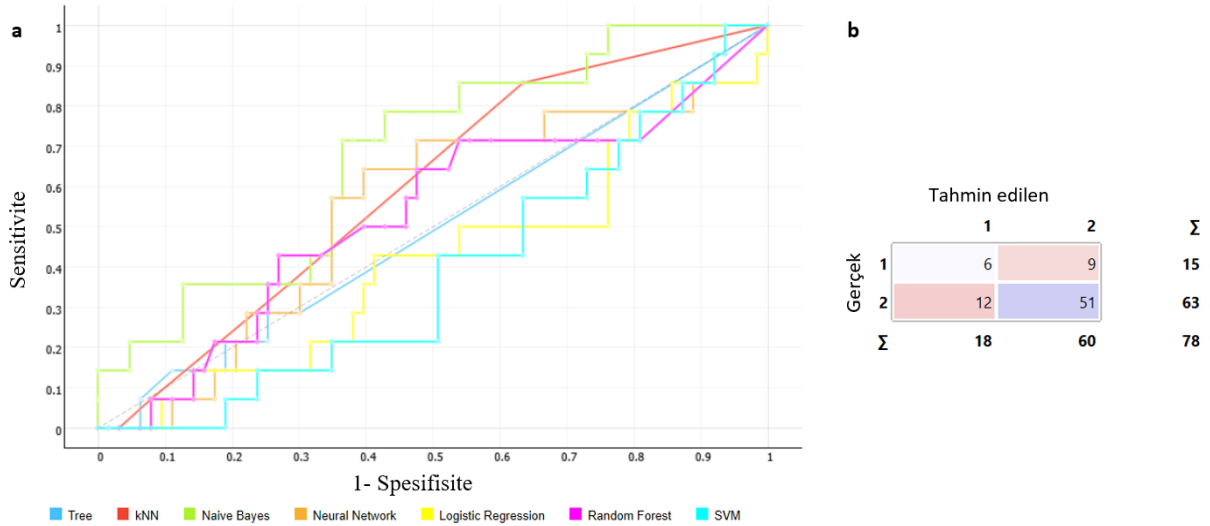 a
Sensitivite
1
0.9
0.8
0.7
0.6
0.5
0.4
0.3
0.2
0.1
0
0 0.1 0.2 0.3 0.4 0.5 0.6 0.7 0.8 0.9 1
1- Spesifisite
Tree kNN Naive Bayes Neural Network Logistic Regression Random Forest SVM
b
Tahmin edilen
1 2 Σ
Gerçek
1 6 9 15
2 12 51 63
Σ 18 60 78